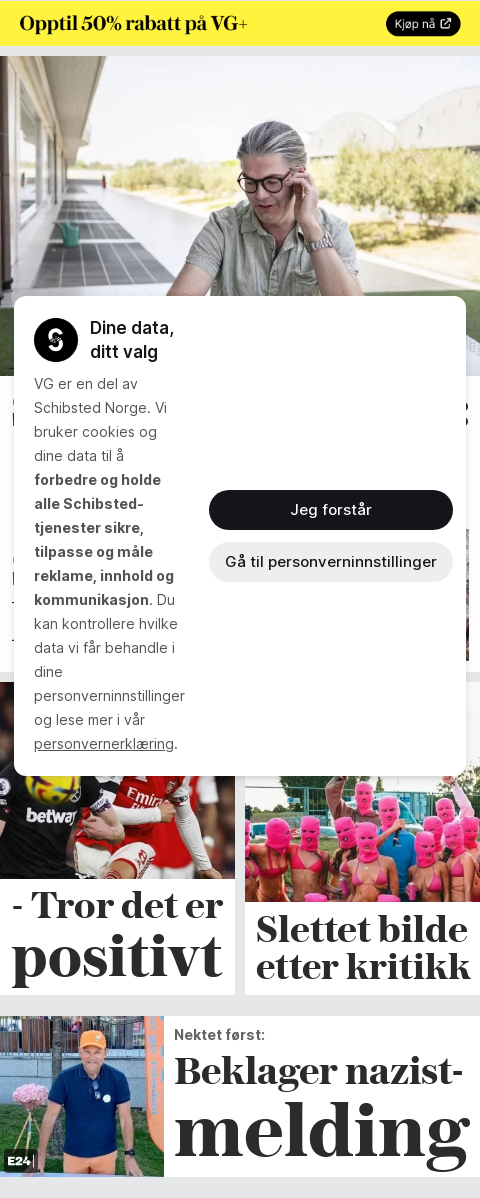 Opptil 50% rabatt på VG+
Kjøp nå
Dine data,
ditt valg
VG er en del av
Schibsted Norge. Vi
bruker cookies og
dine data til å
forbedre og holde
alle Schibsted-
tjenester sikre,
tilpasse og måle
reklame, innhold og
kommunikasjon. Du
kan kontrollere hvilke
data vi får behandle i
dine
personverninnstillinger
og lese mer i vår
personvernerklæring.
Jeg forstår
Gå til personverninnstillinger
betway
Emirates
- Tror det er
positivt
Slettet bilde
etter kritikk
Nektet først:
Beklager nazist-
melding
E24